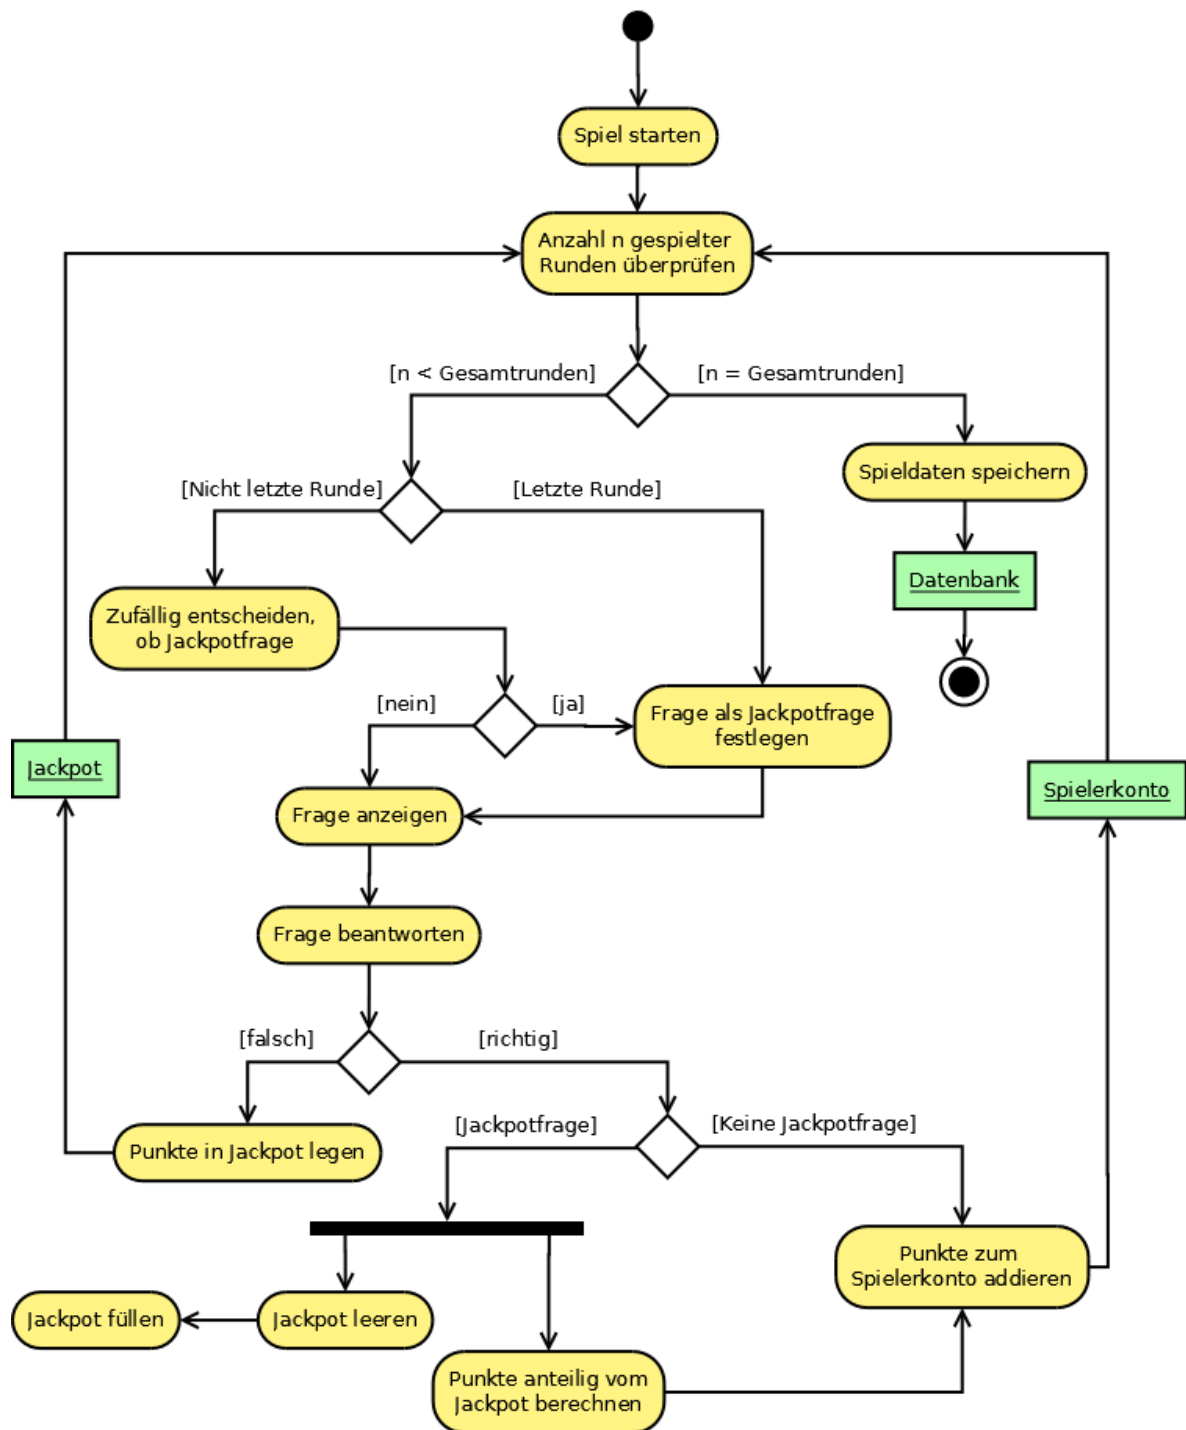 Spiel starten
Anzahl n gespielter
Runden überprüfen
[n < Gesamtrunden]
[n = Gesamtrunden]
Spieldaten speichern
[Nicht letzte Runde]
[Letzte Runde]
Datenbank
Zufällig entscheiden,
ob Jackpotfrage
[nein]
[ja]
Frage als Jackpotfrage
festlegen
Jackpot
Spielerkonto
Frage anzeigen
Frage beantworten
[falsch]
[richtig]
Punkte in Jackpot legen
[Jackpotfrage]
[Keine Jackpotfrage]
Punkte zum
Spielerkonto addieren
Jackpot füllen
Jackpot leeren
Punkte anteilig vom
Jackpot berechnen